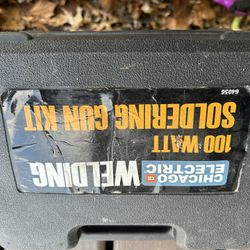 CHICAGO ELECTRIC
WELDING
100 WATT
SOLDERING GUN KIT
64056